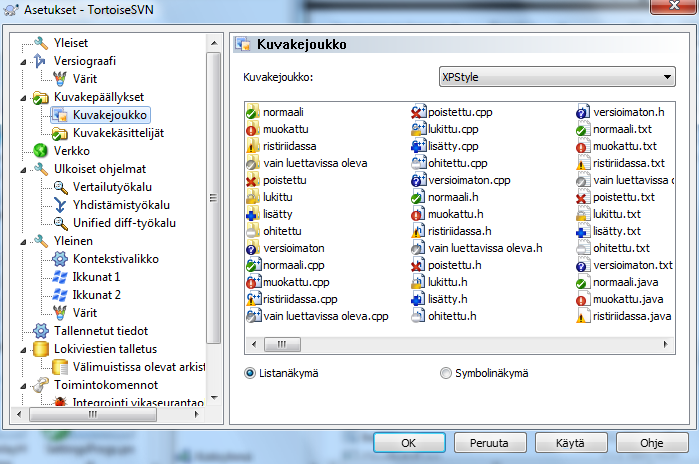 Asetukset - TortoiseSVN
Yleiset
Versiograafi
Värit
Kuvakepäällykset
Kuvakejoukko
Kuvakekäsittelijät
Verkko
Ulkoiset ohjelmat
Vertailutyökalu
Yhdistämistyökalu
Unified diff-työkalu
Yleinen
Kontekstivalikko
Ikkunat 1
Ikkunat 2
Värit
Tallennetut tiedot
Lokiviestien talletus
Välimuistissa olevat arkist
Toimintokomennot
Integrointi vikaseurantao
Kuvakejoukko
Kuvakejoukko:
XPStyle
normaali
muokattu
ristiriidassa
vain luettavissa oleva
poistettu
lukittu
lisätty
ohitettu
versioimaton
normaali.cpp
muokattu.cpp
ristiriidassa.cpp
vain luettavissa oleva.cpp
poistettu.cpp
lukittu.cpp
lisätty.cpp
ohitettu.cpp
versioimaton.cpp
normaali.h
muokattu.h
ristiriidassa.h
vain luettavissa oleva.h
poistettu.h
lukittu.h
lisätty.h
ohitettu.h
versioimaton.h
normaali.txt
muokattu.txt
ristiriidassa.txt
vain luettavissa o
poistettu.txt
lukittu.txt
lisätty.txt
ohitettu.txt
versioimaton.txt
normaali.java
muokattu.java
ristiriidassa.java
Listanäkymä
Symbolinäkymä
OK
Peruuta
Käytä
Ohje